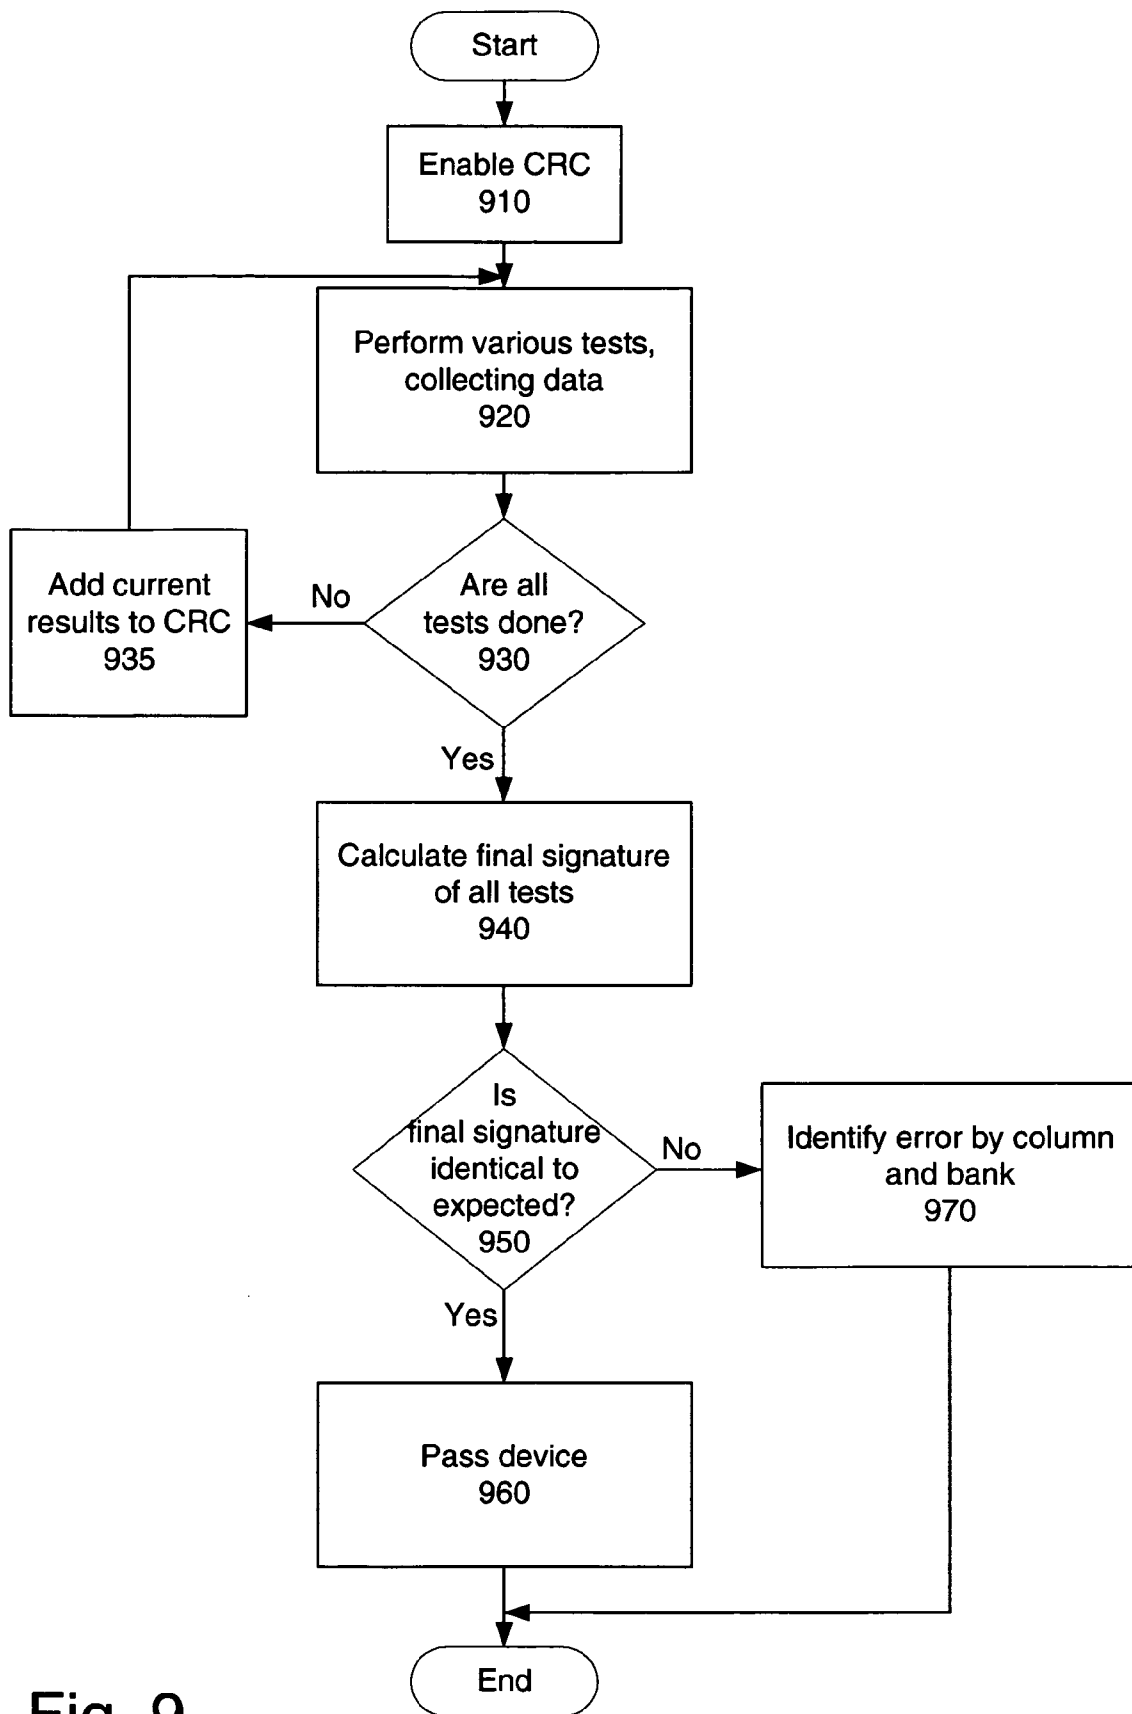 Start
Enable CRC
910
Perform various tests,
collecting data
920
Add current
results to CRC
935
No
Are all
tests done?
930
Yes
Calculate final signature
of all tests
940
Is
final signature
identical to
expected?
950
No
Identify error by column
and bank
970
Yes
Pass device
960
End
Fig. 9